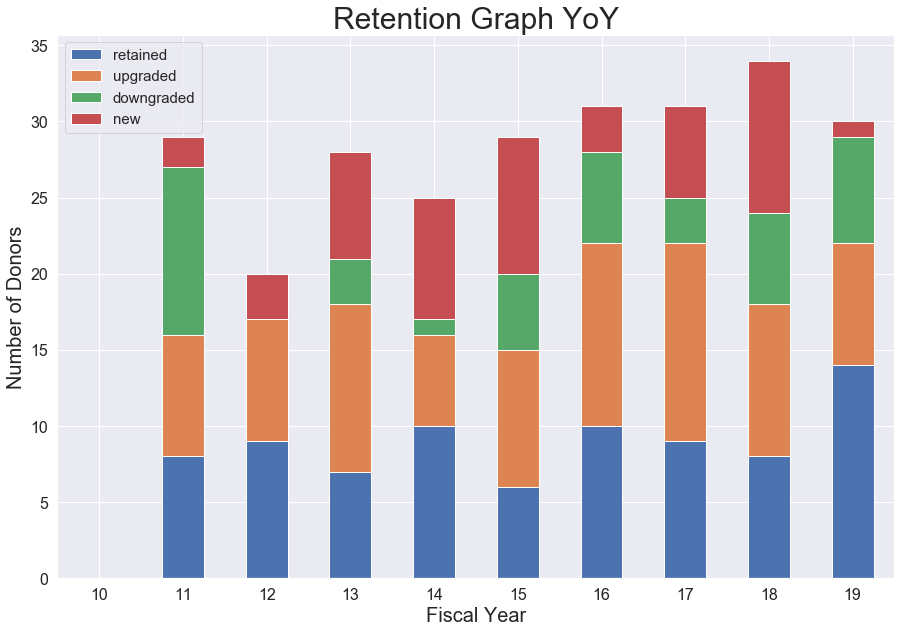 Retention Graph YoY
retained
upgraded
downgraded
new
35
30
25
20
15
10
5
0
Number of Donors
10 11 12 13 14 15 16 17 18 19
Fiscal Year